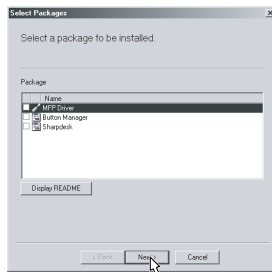 Select Packages
Select a package to be installed.
Package
Name
MFP Driver
Button Manager
Sharpdesk
Display README
< Back Next > Cancel